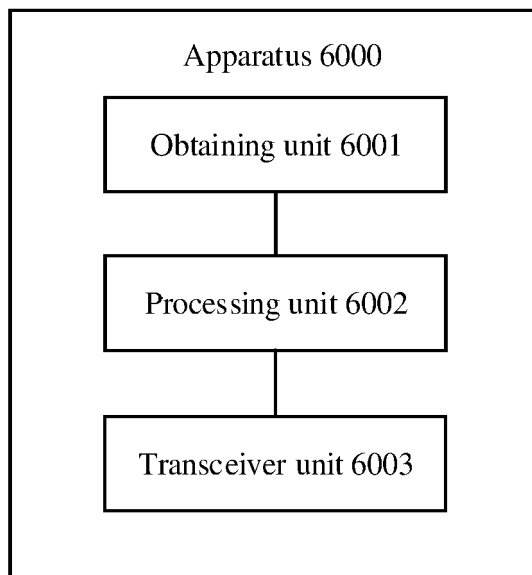 Apparatus 6000
Obtaining unit 6001
Processing unit 6002
Transceiver unit 6003